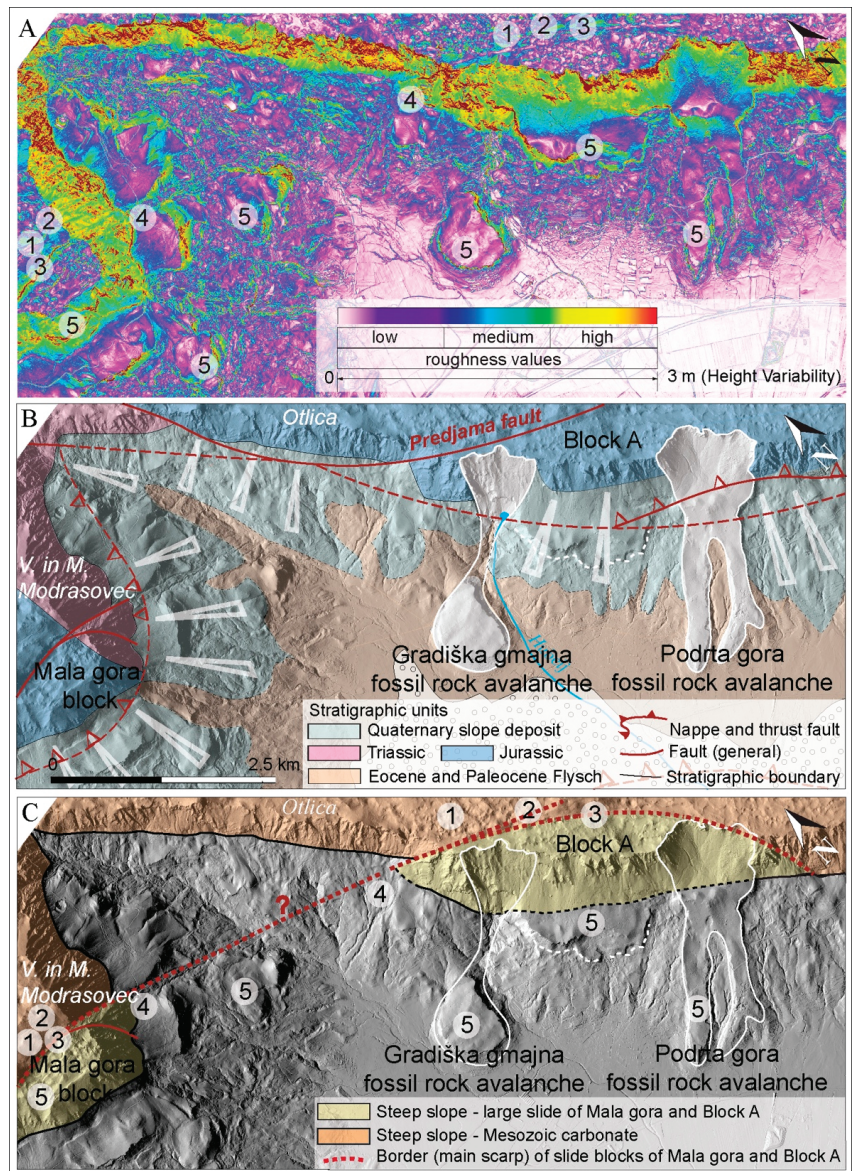 A
1
2
3
4
5
2
4
5
1
3
5
5
5
5
low
medium
high
roughness values
0
3 m (Height Variability)
N
B
Otlica
Predjama fault
Block A
N
V. in M.
Modrasovec
Mala gora
block
Gradiška gmajna
fossil rock avalanche
Podrta gora
fossil rock avalanche
Stratigraphic units
Quaternary slope deposit
Triassic
Jurassic
Eocene and Paleocene Flysch
Nappe and thrust fault
Fault (general)
Stratigraphic boundary
0
2.5 km
C
Otlica
1
2
3
Block A
N
4
?
5
V. in M.
Modrasovec
4
5
2
1
3
Mala gora
block
5
5
5
Gradiška gmajna
fossil rock avalanche
Podrta gora
fossil rock avalanche
Steep slope - large slide of Mala gora and Block A
Steep slope - Mesozoic carbonate
Border (main scarp) of slide blocks of Mala gora and Block A